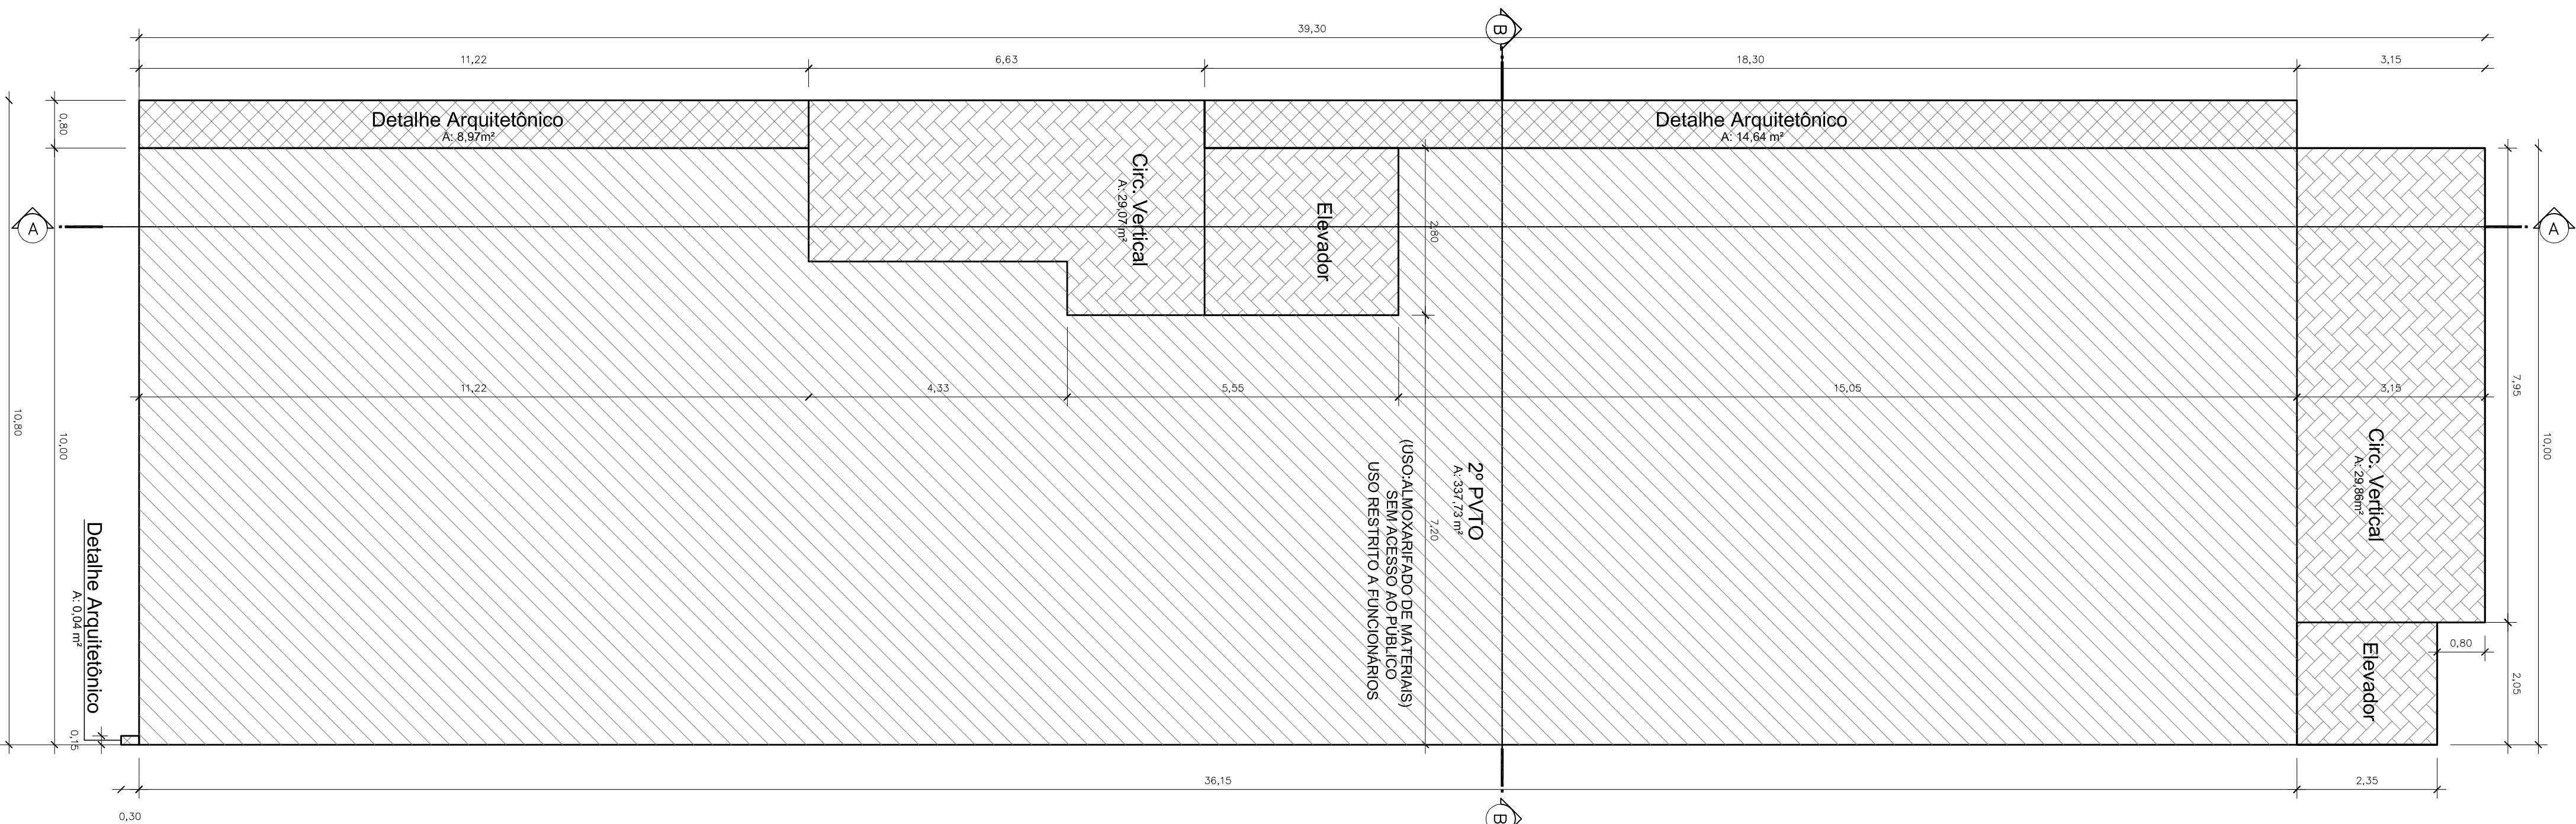 39,30
B
11,22
6,63
18,30
3,15
Detalhe Arquitetônico
A: 8,97m²
Detalhe Arquitetônico
A: 14,64 m²
0,80
10,00
10,80
A
A
Circ. Vertical
A: 29,07m²
Elevador
2,80
7,20
11,22
4,33
5,55
15,05
3,15
2º PVTO
A: 337,73 m²
(USO:ALMOXARIFADO DE MATERIAIS)
SEM ACESSO AO PÚBLICO
USO RESTRITO A FUNCIONÁRIOS
Circ. Vertical
A: 29,86m²
Elevador
7,95
10,00
0,80
2,05
Detalhe Arquitetônico
A: 0,04 m²
0,15
36,15
2,35
0,30
B